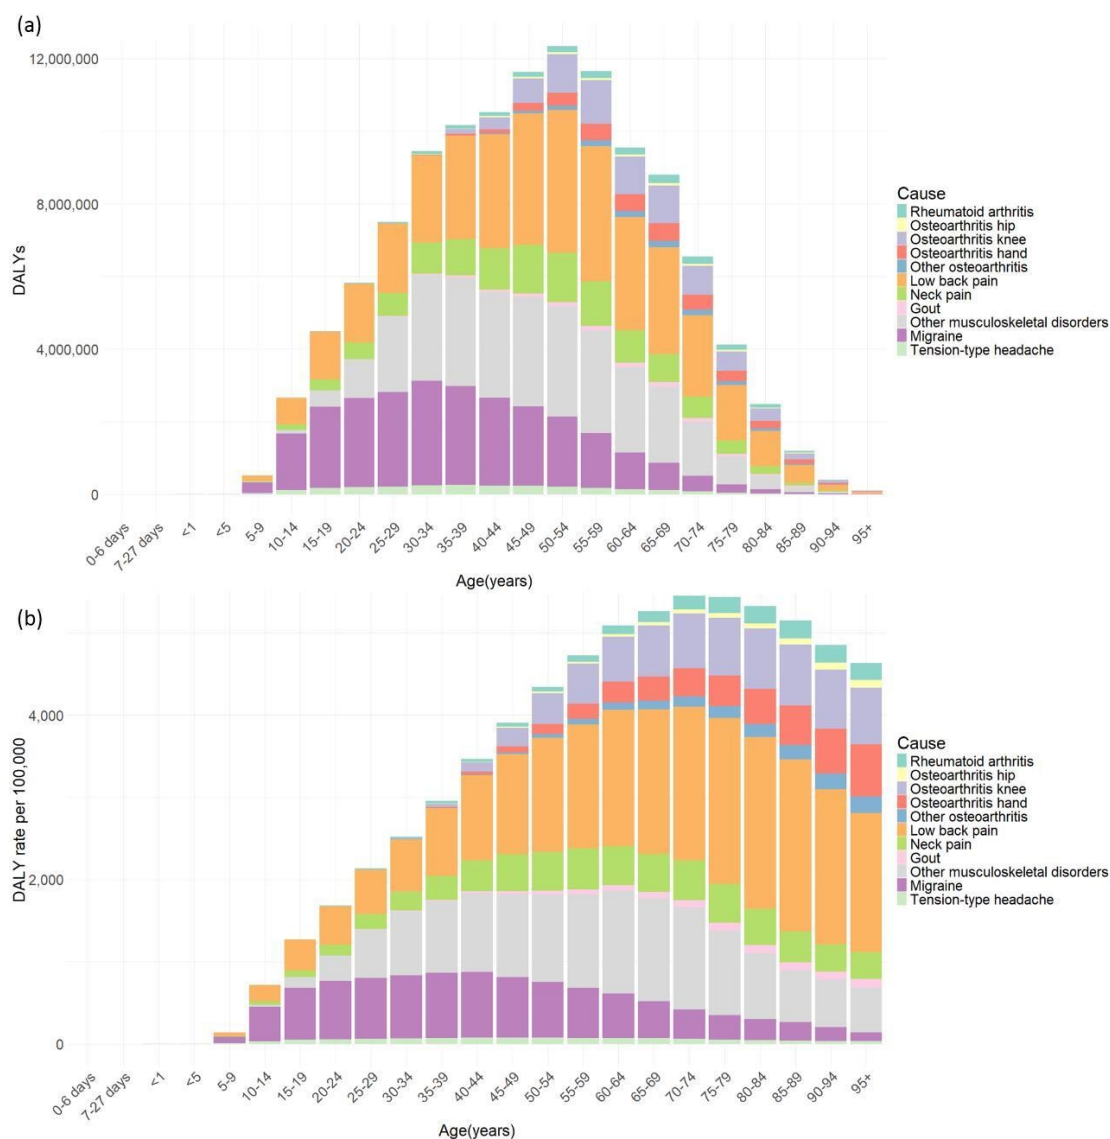 (a)
12,000,000
8,000,000
4,000,000
0
DALYs
0-6 days
7-27 days
<1
<5
5-9
10-14
15-19
20-24
25-29
30-34
35-39
40-44
45-49
50-54
55-59
60-64
65-69
70-74
75-79
80-84
85-89
90-94
95+
Age(years)
Cause
Rheumatoid arthritis
Osteoarthritis hip
Osteoarthritis knee
Osteoarthritis hand
Other osteoarthritis
Low back pain
Neck pain
Gout
Other musculoskeletal disorders
Migraine
Tension-type headache
(b)
4,000
2,000
0
DALY rate per 100,000
0-6 days
7-27 days
<1
<5
5-9
10-14
15-19
20-24
25-29
30-34
35-39
40-44
45-49
50-54
55-59
60-64
65-69
70-74
75-79
80-84
85-89
90-94
95+
Age(years)
Cause
Rheumatoid arthritis
Osteoarthritis hip
Osteoarthritis knee
Osteoarthritis hand
Other osteoarthritis
Low back pain
Neck pain
Gout
Other musculoskeletal disorders
Migraine
Tension-type headache